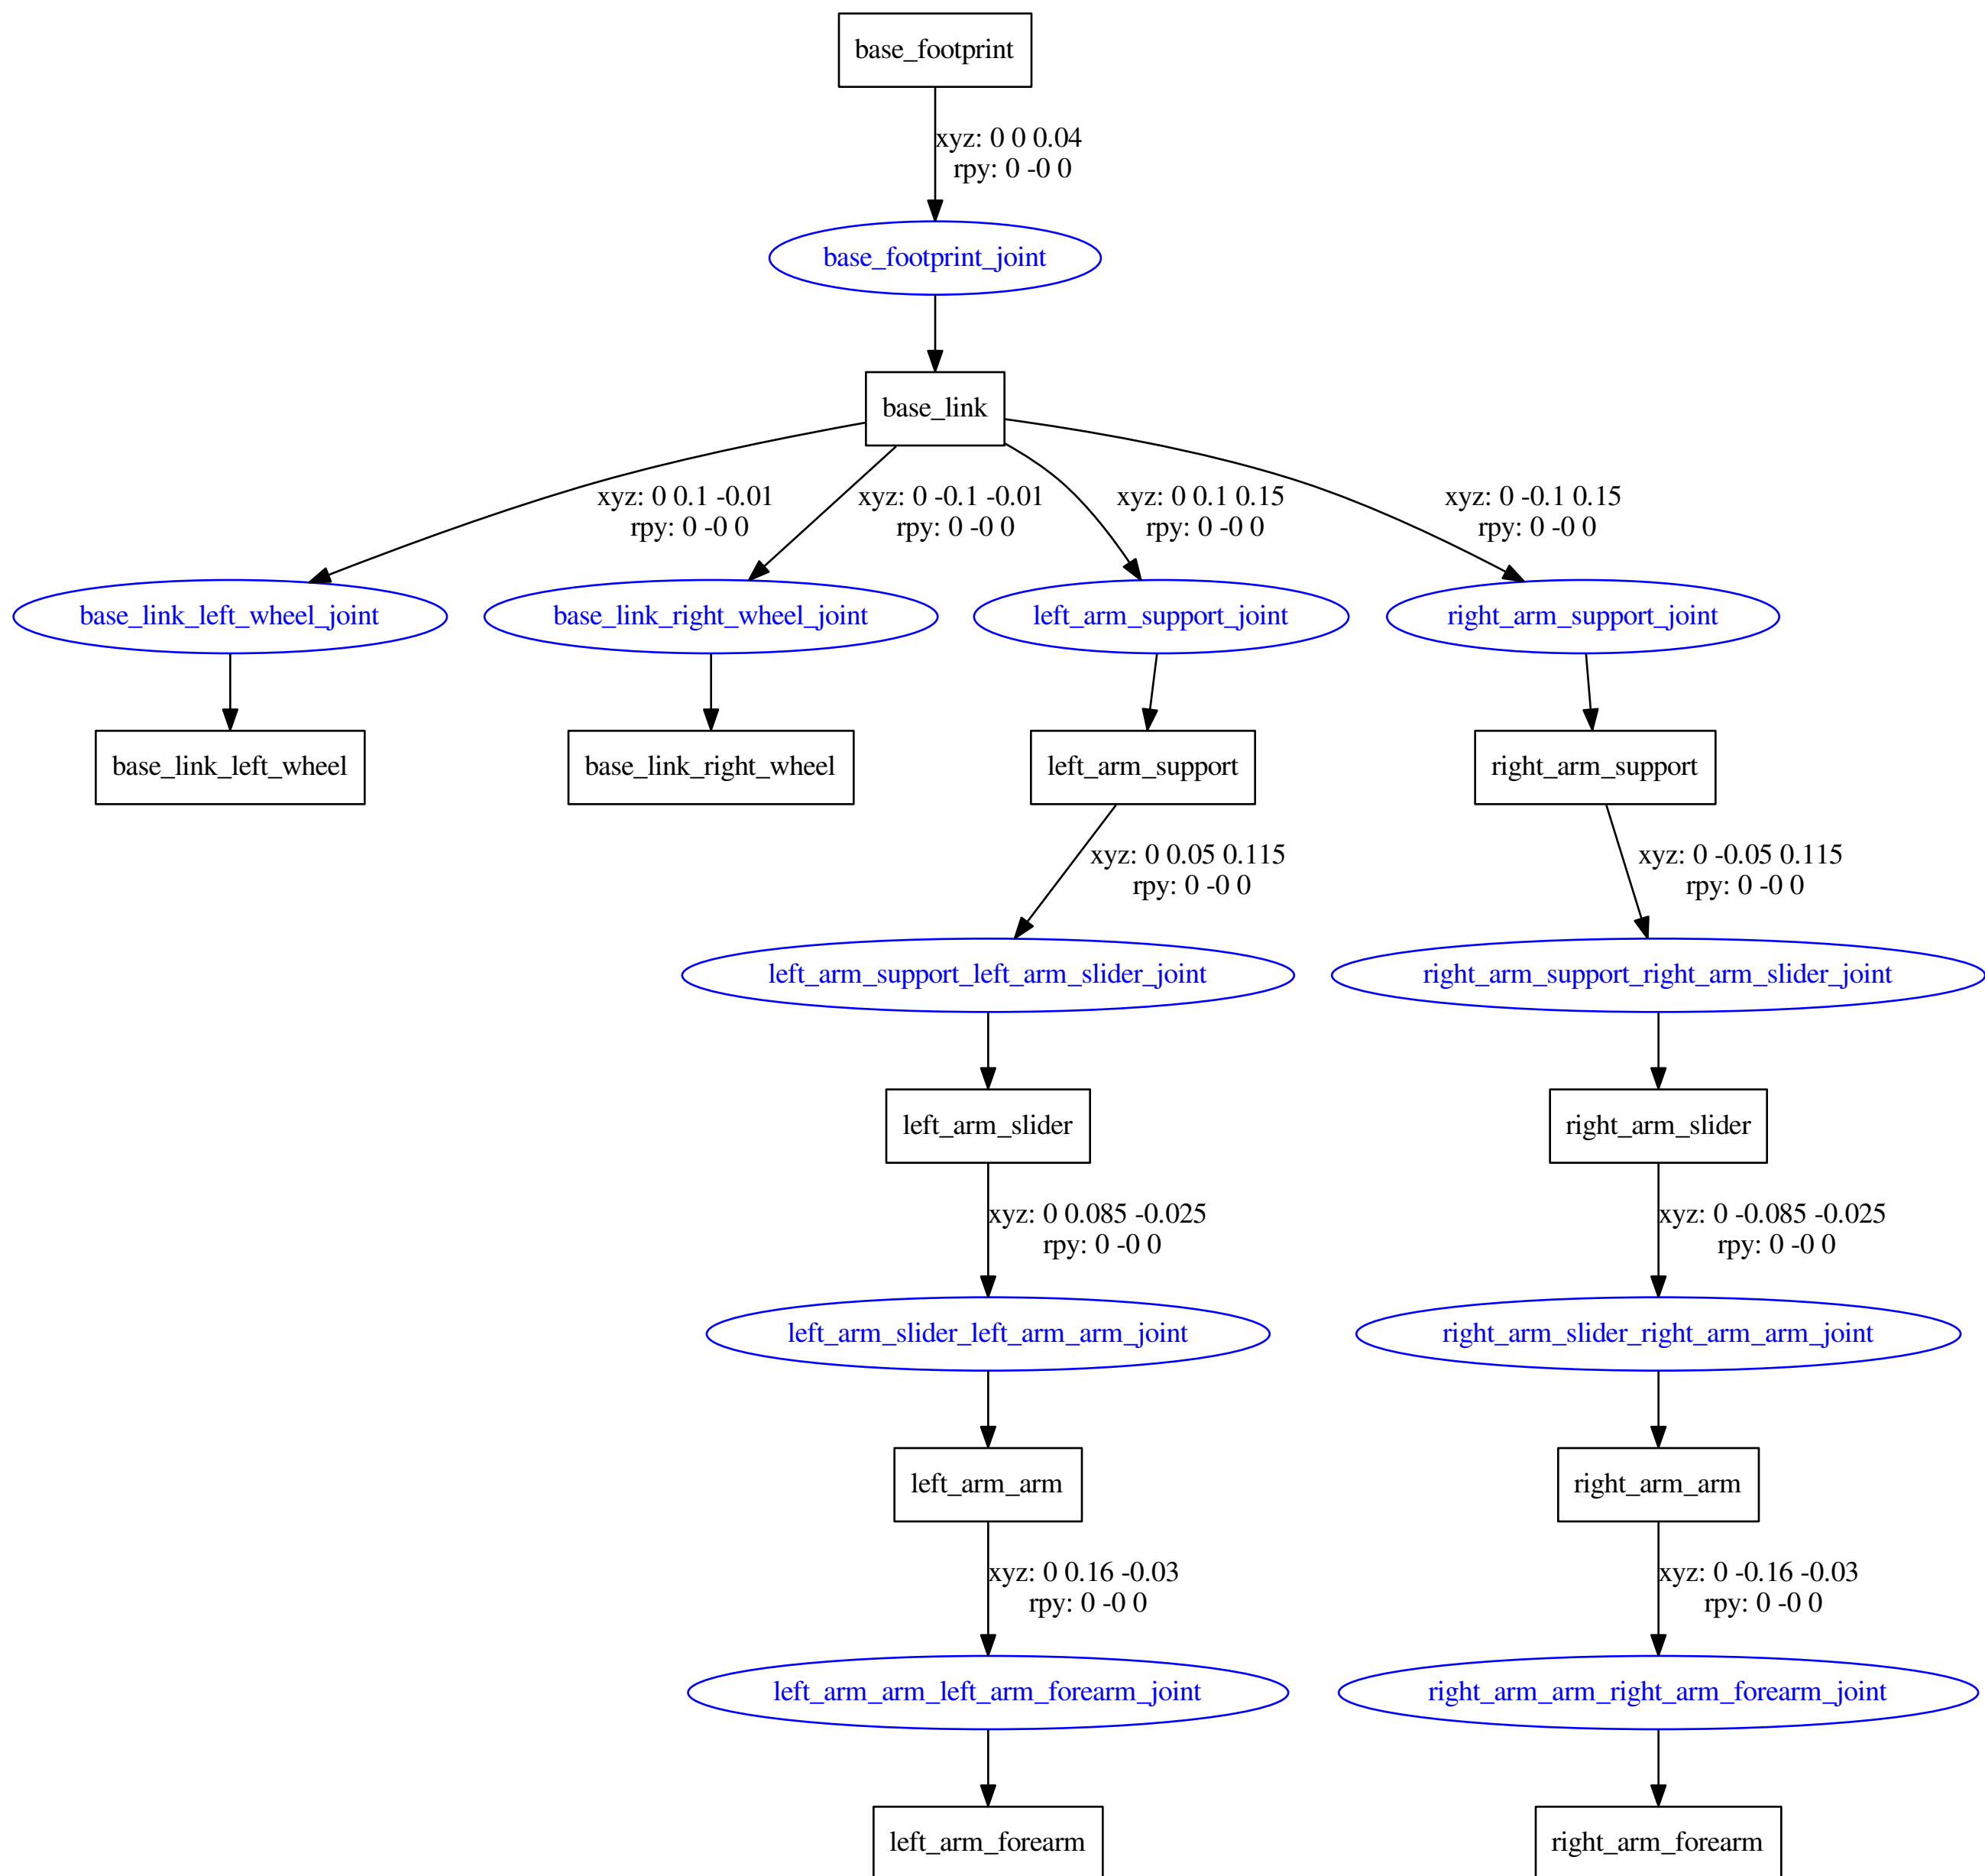 base_footprint
xyz: 0 0 0.04
rpy: 0 -0 0
base_footprint_joint
base_link
xyz: 0 0.1 -0.01
rpy: 0 -0 0
xyz: 0 -0.1 -0.01
rpy: 0 -0 0
xyz: 0 0.1 0.15
rpy: 0 -0 0
xyz: 0 -0.1 0.15
rpy: 0 -0 0
base_link_left_wheel_joint
base_link_right_wheel_joint
left_arm_support_joint
right_arm_support_joint
base_link_left_wheel
base_link_right_wheel
left_arm_support
right_arm_support
xyz: 0 0.05 0.115
rpy: 0 -0 0
xyz: 0 -0.05 0.115
rpy: 0 -0 0
left_arm_support_left_arm_slider_joint
right_arm_support_right_arm_slider_joint
left_arm_slider
right_arm_slider
xyz: 0 0.085 -0.025
rpy: 0 -0 0
xyz: 0 -0.085 -0.025
rpy: 0 -0 0
left_arm_slider_left_arm_arm_joint
right_arm_slider_right_arm_arm_joint
left_arm_arm
right_arm_arm
xyz: 0 0.16 -0.03
rpy: 0 -0 0
xyz: 0 -0.16 -0.03
rpy: 0 -0 0
left_arm_arm_left_arm_forearm_joint
right_arm_arm_right_arm_forearm_joint
left_arm_forearm
right_arm_forearm